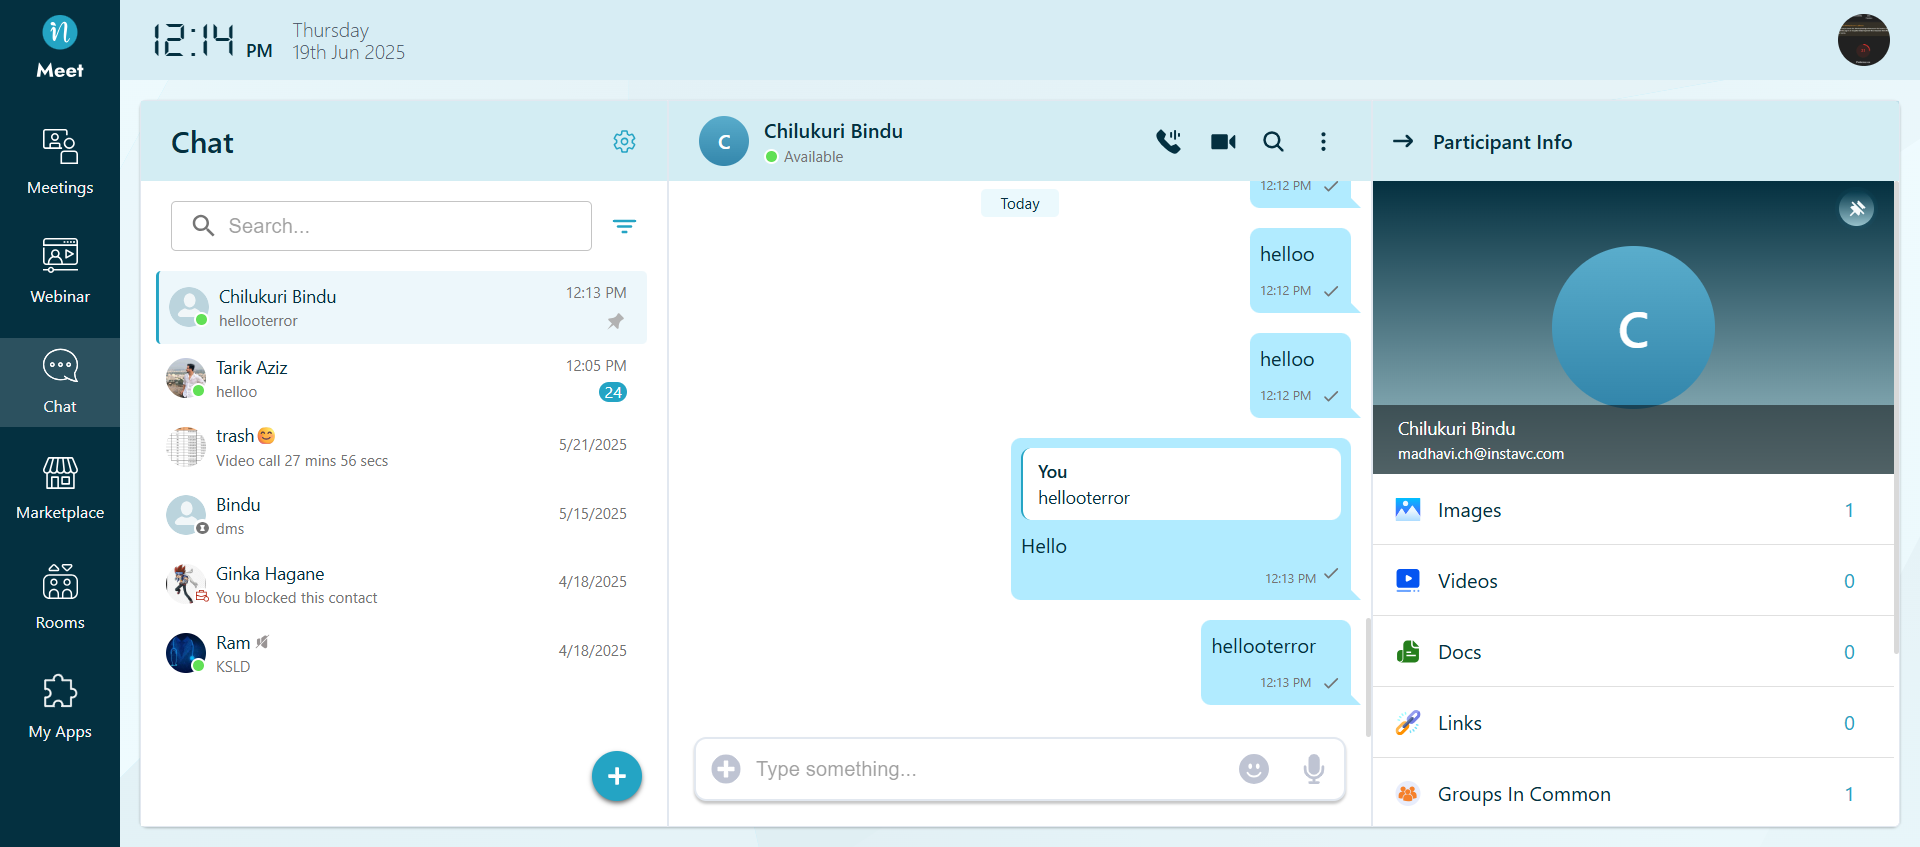 Meet
Meetings
Webinar
Chat
Marketplace
Rooms
My Apps
12:14 PM
Thursday
19th Jun 2025
Chat
Search...
Chilukuri Bindu
12:13 PM
hellooterror
Tarik Aziz
12:05 PM
helloo
24
trash😊
5/21/2025
Video call 27 mins 56 secs
Bindu
5/15/2025
dms
Ginka Hagane
4/18/2025
You blocked this contact
Ram
4/18/2025
KSLD
C
Chilukuri Bindu
Available
12:12 PM
Today
helloo
12:12 PM
helloo
12:12 PM
You
hellooterror
Hello
12:13 PM
hellooterror
12:13 PM
Type something...
Participant Info
C
Chilukuri Bindu
madhavi.ch@instavc.com
Images 1
Videos 0
Docs 0
Links 0
Groups In Common 1